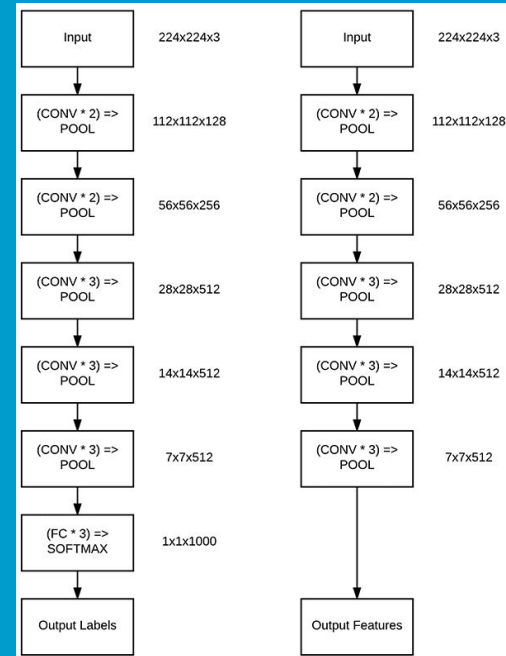 Input
224x224x3
(CONV * 2) =>
POOL
112x112x128
(CONV * 2) =>
POOL
56x56x256
(CONV * 3) =>
POOL
28x28x512
(CONV * 3) =>
POOL
14x14x512
(CONV * 3) =>
POOL
7x7x512
(FC * 3) =>
SOFTMAX
1x1x1000
Output Labels
Input
224x224x3
(CONV * 2) =>
POOL
112x112x128
(CONV * 2) =>
POOL
56x56x256
(CONV * 3) =>
POOL
28x28x512
(CONV * 3) =>
POOL
14x14x512
(CONV * 3) =>
POOL
7x7x512
Output Features